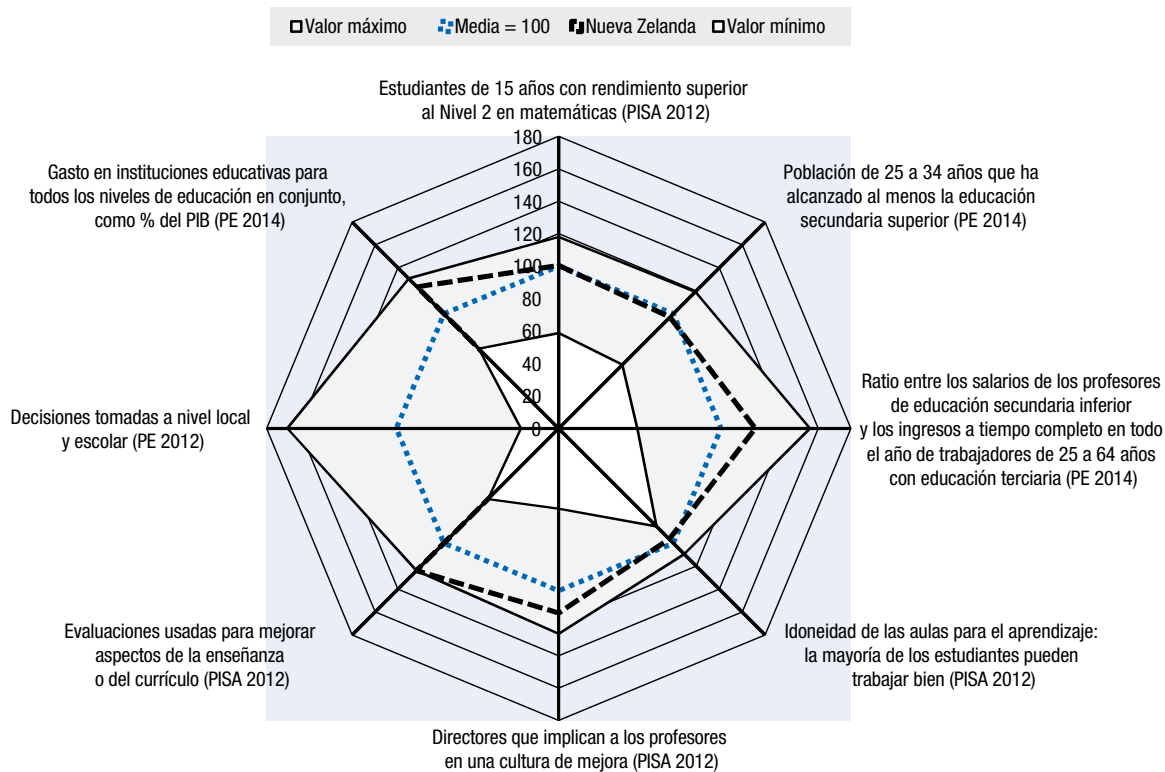 Valor máximo Media = 100 Nueva Zelanda Valor mínimo
Estudiantes de 15 años con rendimiento superior
al Nivel 2 en matemáticas (PISA 2012)
Gasto en instituciones educativas para
todos los niveles de educación en conjunto,
como % del PIB (PE 2014)
Población de 25 a 34 años que ha
alcanzado al menos la educación
secundaria superior (PE 2014)
180
160
140
120
100
80
60
40
20
0
Decisiones tomadas a nivel local
y escolar (PE 2012)
Ratio entre los salarios de los profesores
de educación secundaria inferior
y los ingresos a tiempo completo en todo
el año de trabajadores de 25 a 64 años
con educación terciaria (PE 2014)
Evaluaciones usadas para mejorar
aspectos de la enseñanza
o del currículo (PISA 2012)
Idoneidad de las aulas para el aprendizaje:
la mayoría de los estudiantes pueden
trabajar bien (PISA 2012)
Directores que implican a los profesores
en una cultura de mejora (PISA 2012)